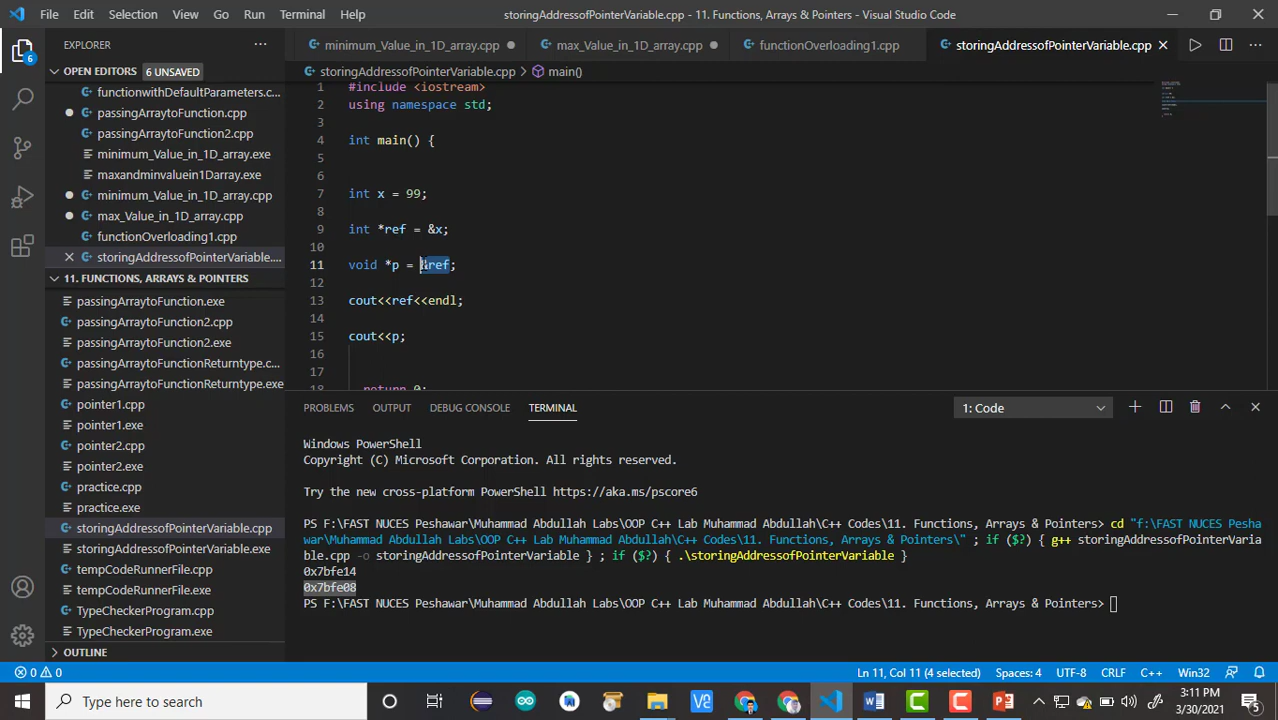 File Edit Selection View Go Run Terminal Help storingAddressofPointerVariable.cpp - 11. Functions, Arrays & Pointers - Visual Studio Code
EXPLORER
minimum_Value_in_1D_array.cpp max_Value_in_1D_array.cpp functionOverloading1.cpp storingAddressofPointerVariable.cpp
OPEN EDITORS 6 UNSAVED
storingAddressofPointerVariable.cpp > main()
functionwithDefaultParameters.c...
passingArraytoFunction.cpp
passingArraytoFunction2.cpp
minimum_Value_in_1D_array.exe
maxandminvaluein1Darray.exe
minimum_Value_in_1D_array.cpp
max_Value_in_1D_array.cpp
functionOverloading1.cpp
storingAddressofPointerVariable....
11. FUNCTIONS, ARRAYS & POINTERS
passingArraytoFunction.exe
passingArraytoFunction2.cpp
passingArraytoFunction2.exe
passingArraytoFunctionReturntype.c...
passingArraytoFunctionReturntype.exe
pointer1.cpp
pointer1.exe
pointer2.cpp
pointer2.exe
practice.cpp
practice.exe
storingAddressofPointerVariable.cpp
storingAddressofPointerVariable.exe
tempCodeRunnerFile.cpp
tempCodeRunnerFile.exe
TypeCheckerProgram.cpp
TypeCheckerProgram.exe
OUTLINE
1 #include <iostream>
2 using namespace std;
3
4 int main() {
5
6
7 int x = 99;
8
9 int *ref = &x;
10
11 void *p = &ref;
12
13 cout<<ref<<endl;
14
15 cout<<p;
16
17
18 return 0;
PROBLEMS OUTPUT DEBUG CONSOLE TERMINAL 1: Code
Windows PowerShell
Copyright (C) Microsoft Corporation. All rights reserved.
Try the new cross-platform PowerShell https://aka.ms/pscore6
PS F:\FAST NUCES Peshawar\Muhammad Abdullah Labs\OOP C++ Lab Muhammad Abdullah\C++ Codes\11. Functions, Arrays & Pointers> cd "f:\FAST NUCES Pesha
war\Muhammad Abdullah Labs\OOP C++ Lab Muhammad Abdullah\C++ Codes\11. Functions, Arrays & Pointers\" ; if ($?) { g++ storingAddressofPointerVaria
ble.cpp -o storingAddressofPointerVariable } ; if ($?) { .\storingAddressofPointerVariable }
0x7bfe14
0x7bfe08
PS F:\FAST NUCES Peshawar\Muhammad Abdullah Labs\OOP C++ Lab Muhammad Abdullah\C++ Codes\11. Functions, Arrays & Pointers>
0 0 Ln 11, Col 11 (4 selected) Spaces: 4 UTF-8 CRLF C++ Win32
Type here to search
3:11 PM
3/30/2021
5
6